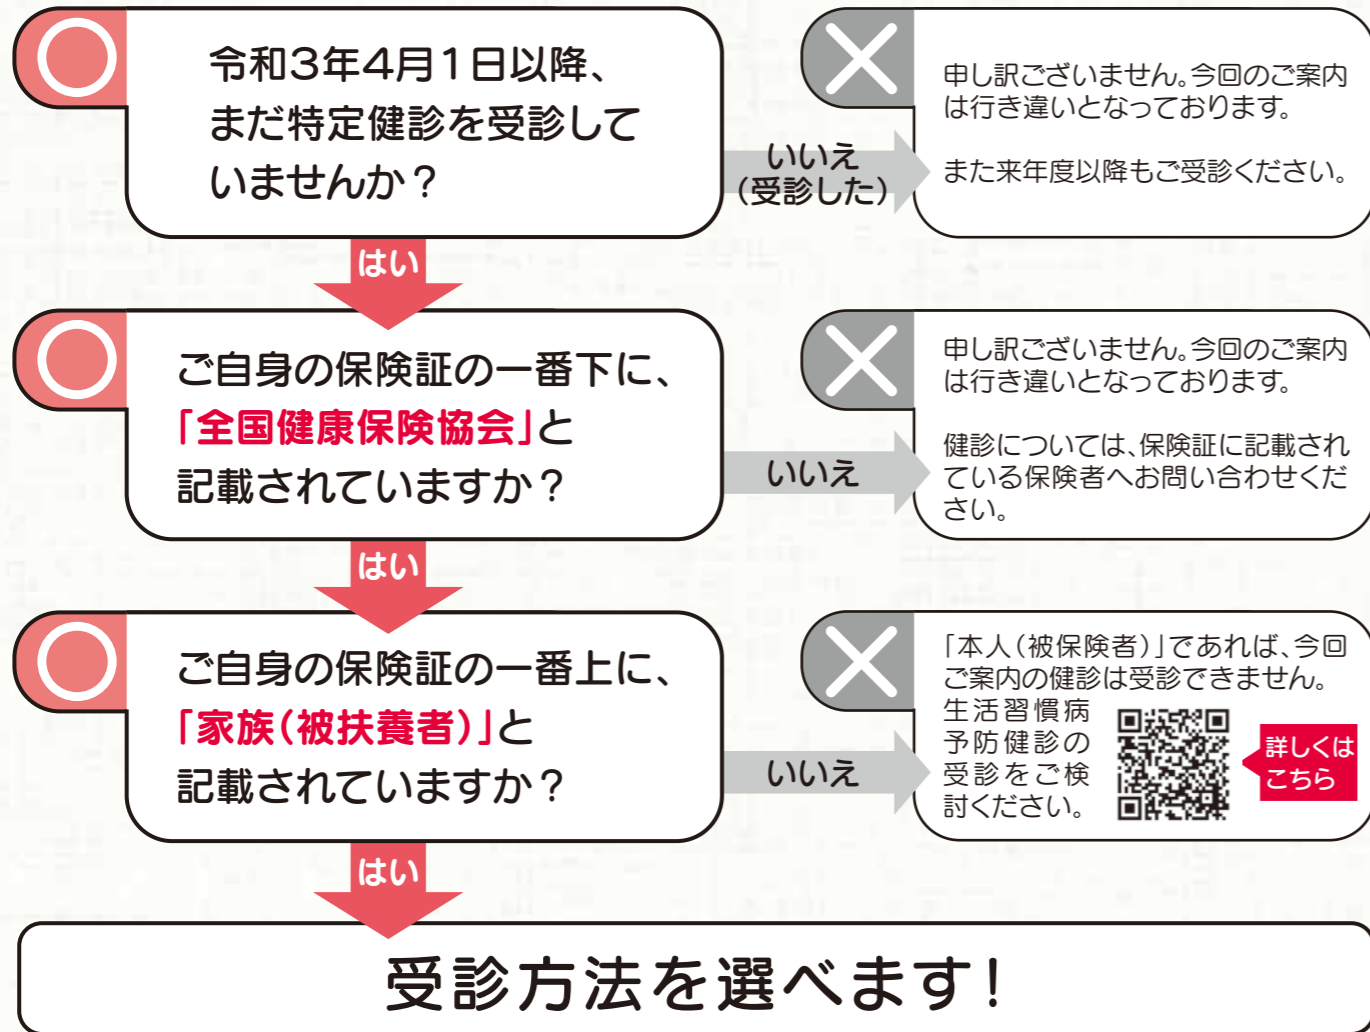 令和3年4月1日以降、
まだ特定健診を受診して
いませんか？
いいえ
(受診した)
申し訳ございません。今回のご案内
は行き違いとなっております。
また来年度以降もご受診ください。
はい
ご自身の保険証の一番下に、
「全国健康保険協会」と
記載されていますか？
いいえ
申し訳ございません。今回のご案内
は行き違いとなっております。
健診については、保険証に記載され
ている保険者へお問い合わせくだ
さい。
はい
ご自身の保険証の一番上に、
「家族(被扶養者)」と
記載されていますか？
いいえ
「本人(被保険者)」であれば、今回
ご案内の健診は受診できません。
生活習慣病
予防健診の
受診をご検
討ください。
詳しくは
こちら
はい
受診方法を選べます！